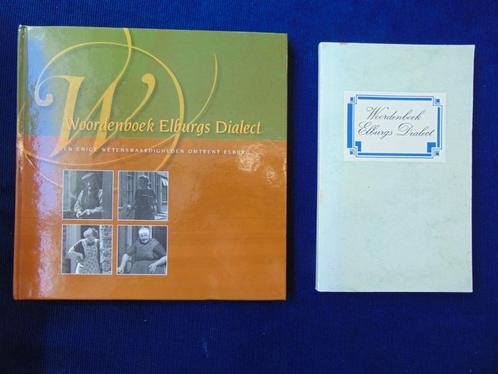 W
Woordenboek Elburgs Dialect
EN ENIGE WETENSWAARDIGHEDEN OMTRENT ELBURG
Woordenboek
Elburgs Dialect